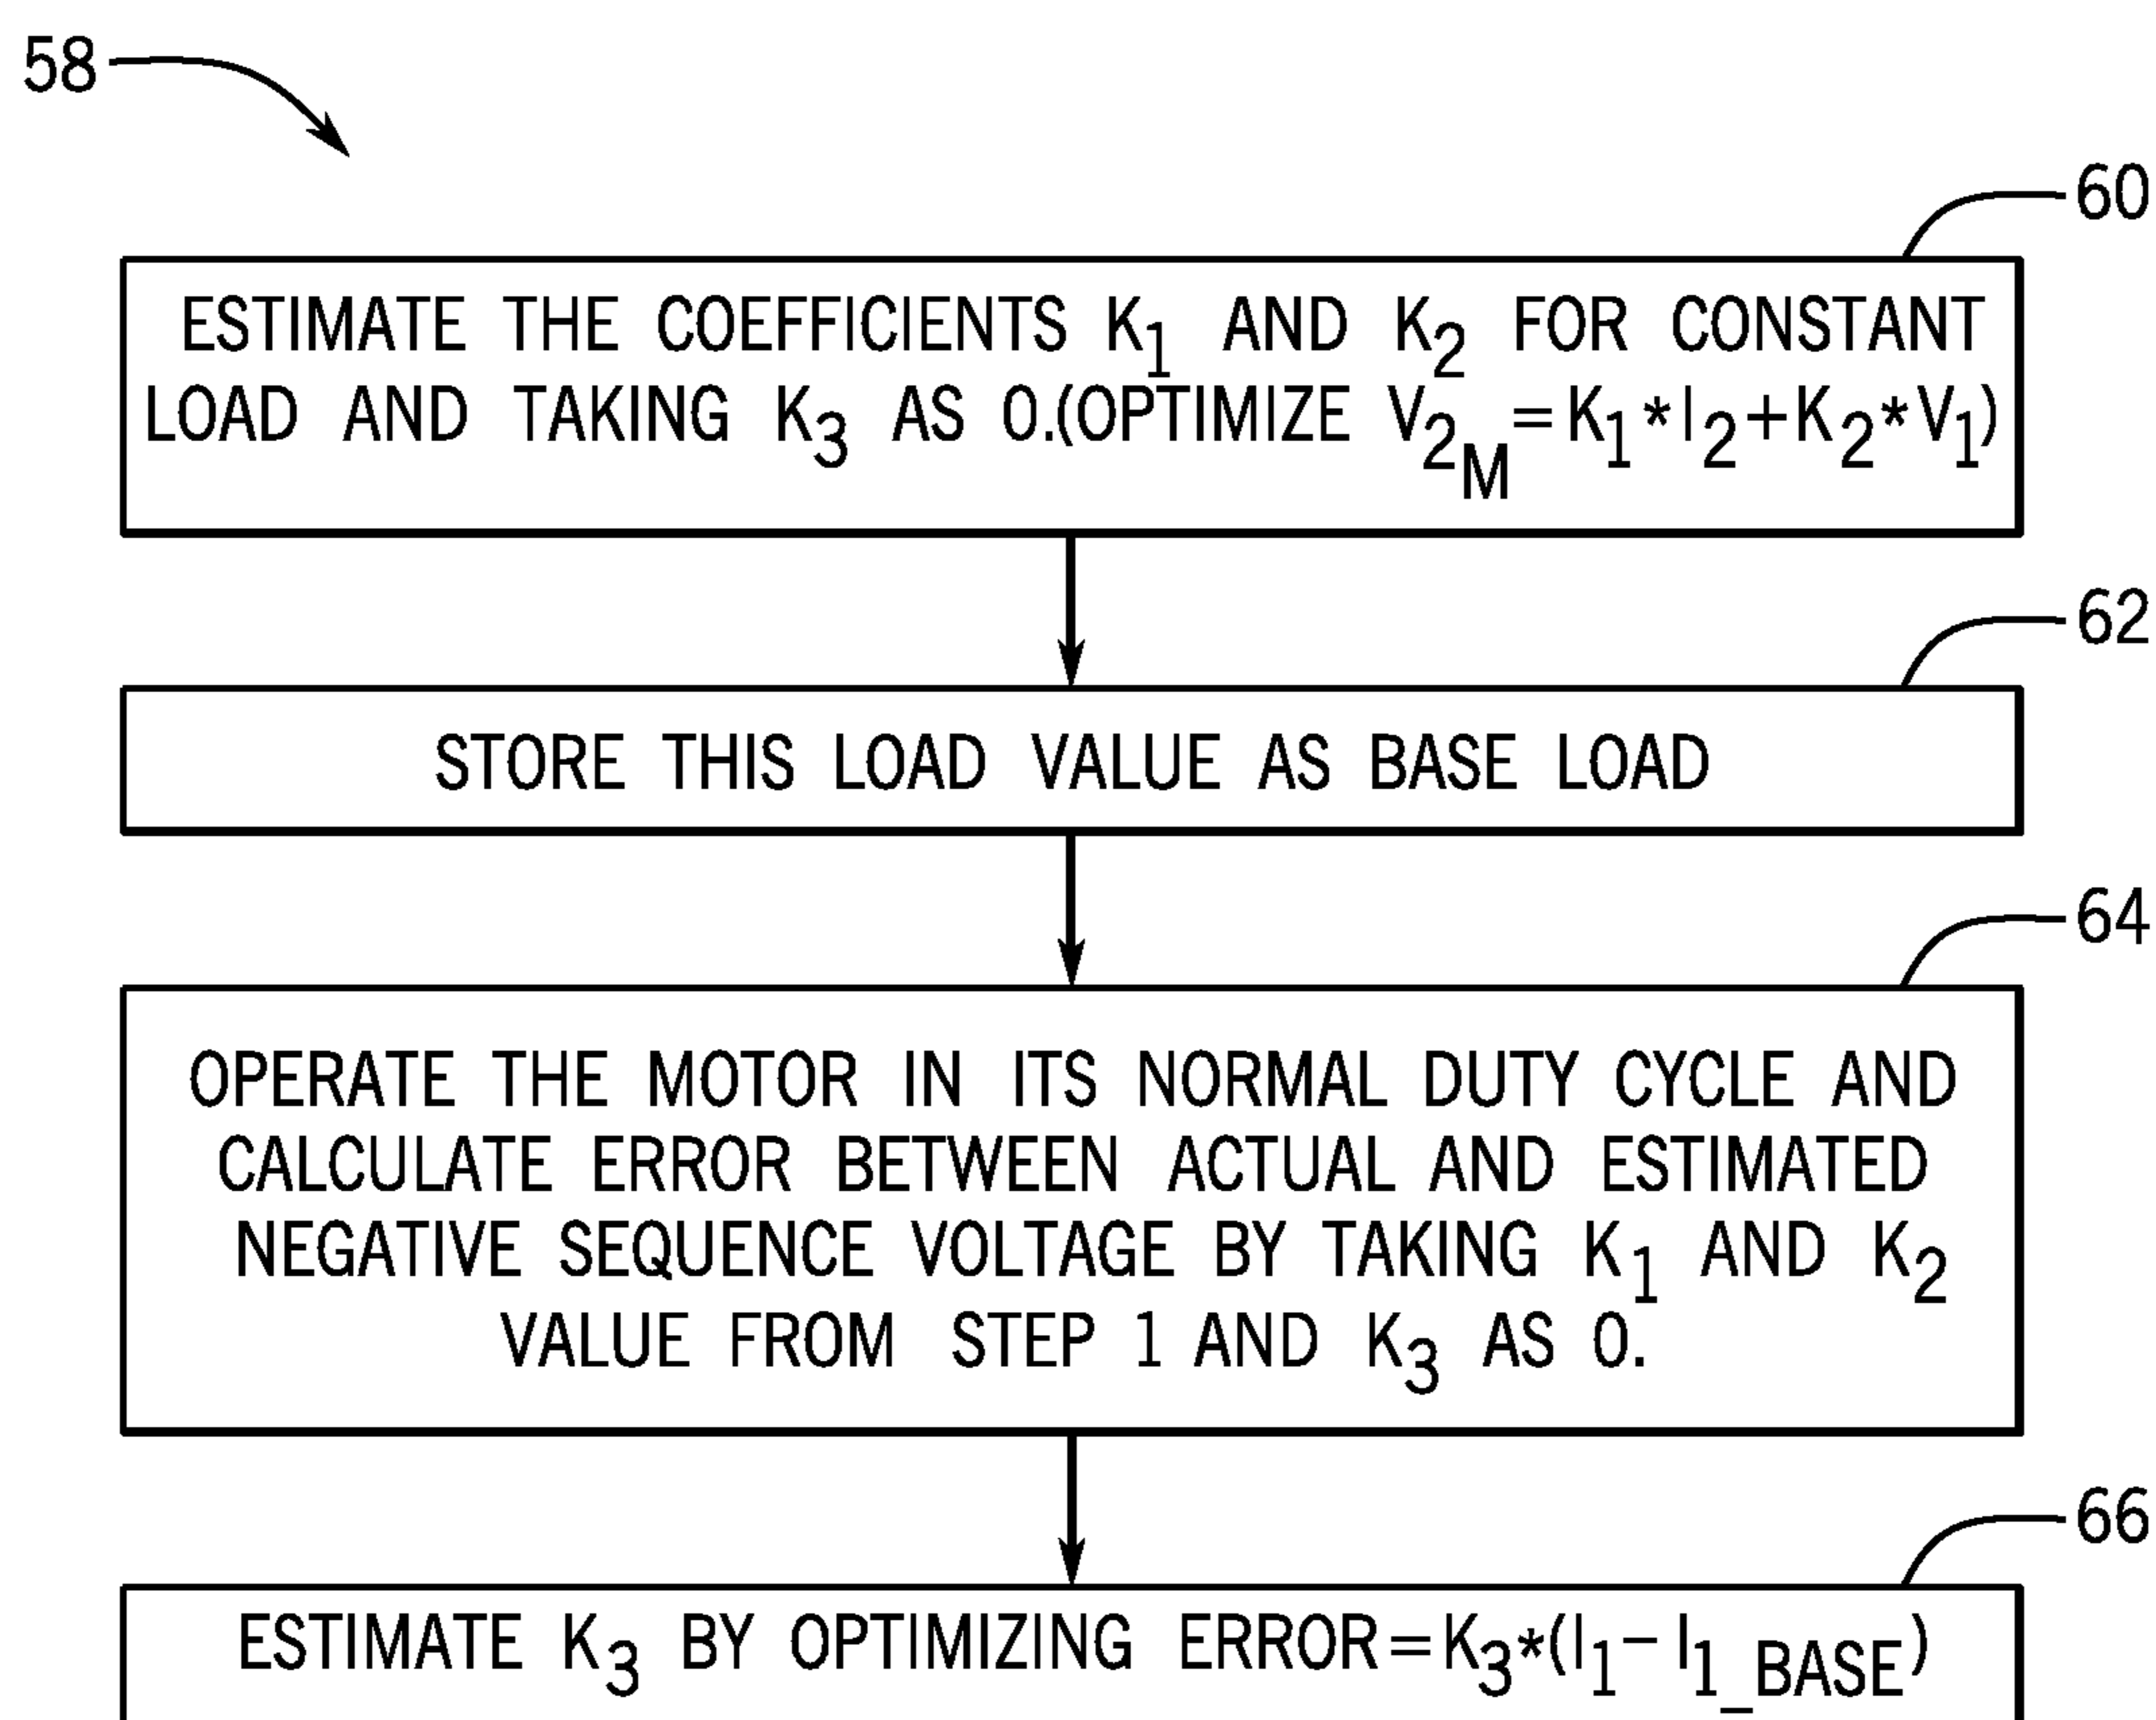 58
60
ESTIMATE THE COEFFICIENTS K₁ AND K₂ FOR CONSTANT
LOAD AND TAKING K₃ AS 0.(OPTIMIZE V₂_M=K₁*I₂+K₂*V₁)
62
STORE THIS LOAD VALUE AS BASE LOAD
64
OPERATE THE MOTOR IN ITS NORMAL DUTY CYCLE AND
CALCULATE ERROR BETWEEN ACTUAL AND ESTIMATED
NEGATIVE SEQUENCE VOLTAGE BY TAKING K₁ AND K₂
VALUE FROM STEP 1 AND K₃ AS 0.
66
ESTIMATE K₃ BY OPTIMIZING ERROR=K₃*(I₁- I₁_BASE)